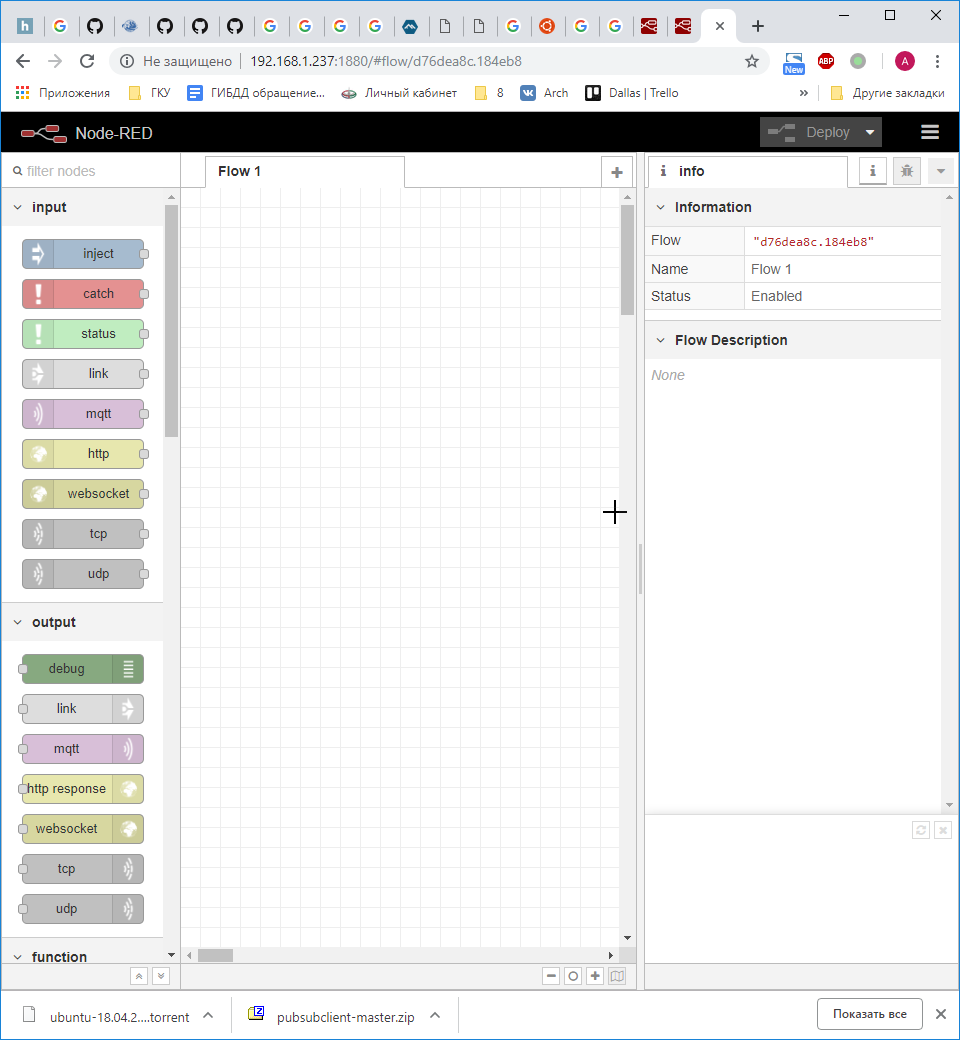 Не защищено 192.168.1.237:1880/#flow/d76dea8c.184eb8 New ABP A
Приложения ГКУ ГИБДД обращение... Личный кабинет 8 Arch Dallas | Trello » Другие закладки
Node-RED Deploy
filter nodes Flow 1 info
input
inject
catch
status
link
mqtt
http
websocket
tcp
udp
output
debug
link
mqtt
http response
websocket
tcp
udp
function
Information
Flow "d76dea8c.184eb8"
Name Flow 1
Status Enabled
Flow Description
None
ubuntu-18.04.2....torrent pubsubclient-master.zip Показать все